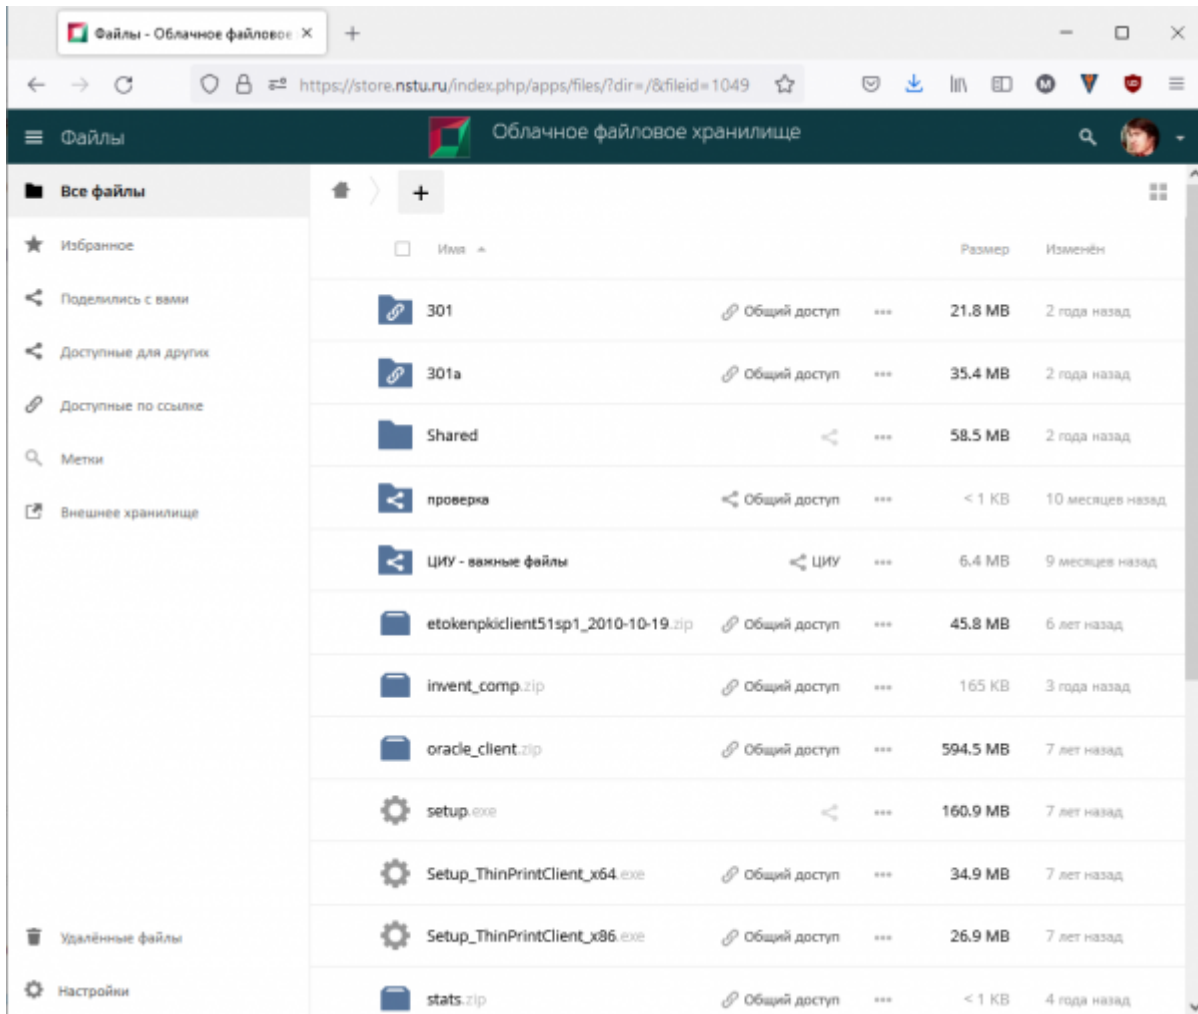 Файлы - Облачное файловое
https://store.nstu.ru/index.php/apps/files/?dir=/&fileid=1049
Файлы
Облачное файловое хранилище
Все файлы
Избранное
Поделились с вами
Доступные для других
Доступные по ссылке
Метки
Внешнее хранилище
Удалённые файлы
Настройки
Имя Размер Изменён
301 Общий доступ 21.8 MB 2 года назад
301a Общий доступ 35.4 MB 2 года назад
Shared 58.5 MB 2 года назад
проверка Общий доступ < 1 KB 10 месяцев назад
ЦИУ - важные файлы ЦИУ 6.4 MB 9 месяцев назад
etokenpkiclient51sp1_2010-10-19.zip Общий доступ 45.8 MB 6 лет назад
invent_comp.zip Общий доступ 165 KB 3 года назад
oracle_client.zip Общий доступ 594.5 MB 7 лет назад
setup.exe 160.9 MB 7 лет назад
Setup_ThinPrintClient_x64.exe Общий доступ 34.9 MB 7 лет назад
Setup_ThinPrintClient_x86.exe Общий доступ 26.9 MB 7 лет назад
stats.zip Общий доступ < 1 KB 4 года назад